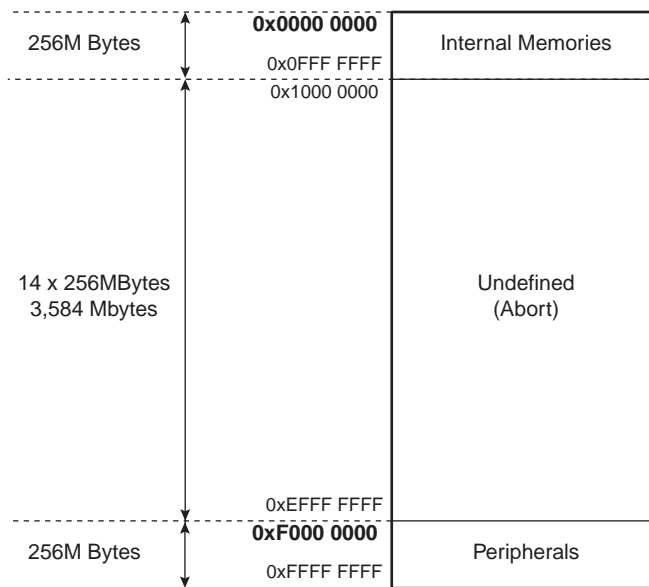 0x0000 0000
256M Bytes
Internal Memories
0x0FFF FFFF
0x1000 0000
14 x 256MBytes
3,584 Mbytes
Undefined
(Abort)
0xEFFF FFFF
0xF000 0000
256M Bytes
Peripherals
0xFFFF FFFF